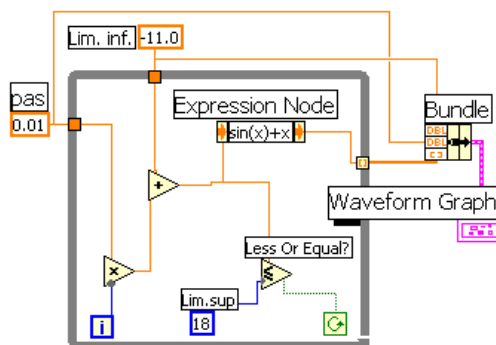 Lim. inf. -11.0
pas
0.01
Expression Node
sin(x)+x
Bundle
DBL
DBL
Waveform Graph
Less Or Equal?
Lim.sup
18
i